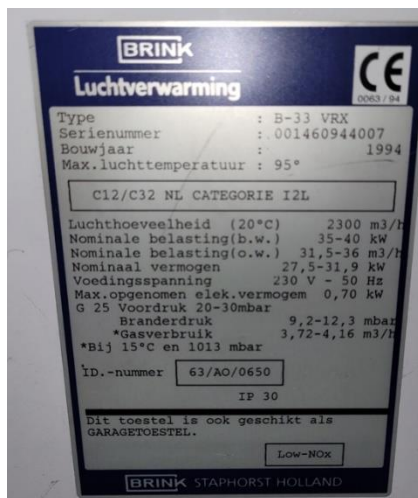 BRINK
Luchtverwarming
CE
0063 / 94
Type : B-33 VRX
Serienummer : 001460944007
Bouwjaar : 1994
Max.luchttemperatuur : 95°
C12/C32 NL CATEGORIE I2L
Luchthoeveelheid (20°C) 2300 m3/h
Nominale belasting(b.w.) 35-40 kW
Nominale belasting(o.w.) 31,5-36 m3/h
Nominaal vermogen 27,5-31,9 kW
Voedingsspanning 230 V - 50 Hz
Max.opgenomen elek.vermogem 0,70 kW
G 25 Voordruk 20-30mbar
Branderdruk 9,2-12,3 mbar
*Gasverbruik 3,72-4,16 m3/h
*Bij 15°C en 1013 mbar
ID.-nummer 63/AO/0650
IP 30
Dit toestel is ook geschikt als
GARAGETOESTEL.
Low-NOx
BRINK STAPHORST HOLLAND